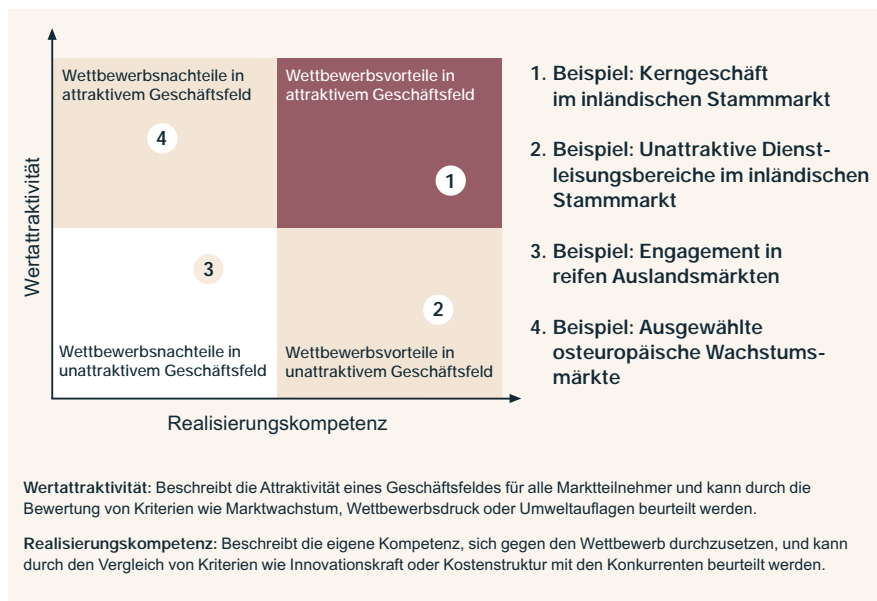 Wettbewerbsnachteile in
attraktivem Geschäftsfeld
Wettbewerbsvorteile in
attraktivem Geschäftsfeld
4
1
3
2
Wettbewerbsnachteile in
unattraktivem Geschäftsfeld
Wettbewerbsvorteile in
unattraktivem Geschäftsfeld
Wertattraktivität
Realisierungskompetenz
1. Beispiel: Kerngeschäft
im inländischen Stammmarkt
2. Beispiel: Unattraktive Dienst-
leisungsbereiche im inländischen
Stammmarkt
3. Beispiel: Engagement in
reifen Auslandsmärkten
4. Beispiel: Ausgewählte
osteuropäische Wachstums-
märkte
Wertattraktivität: Beschreibt die Attraktivität eines Geschäftsfeldes für alle Marktteilnehmer und kann durch die
Bewertung von Kriterien wie Marktwachstum, Wettbewerbsdruck oder Umweltauflagen beurteilt werden.
Realisierungskompetenz: Beschreibt die eigene Kompetenz, sich gegen den Wettbewerb durchzusetzen, und kann
durch den Vergleich von Kriterien wie Innovationskraft oder Kostenstruktur mit den Konkurrenten beurteilt werden.